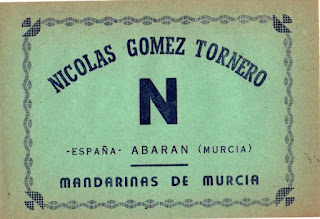 NICOLAS GOMEZ TORNERO
N
-ESPAÑA- ABARAN (MURCIA)
MANDARINAS DE MURCIA